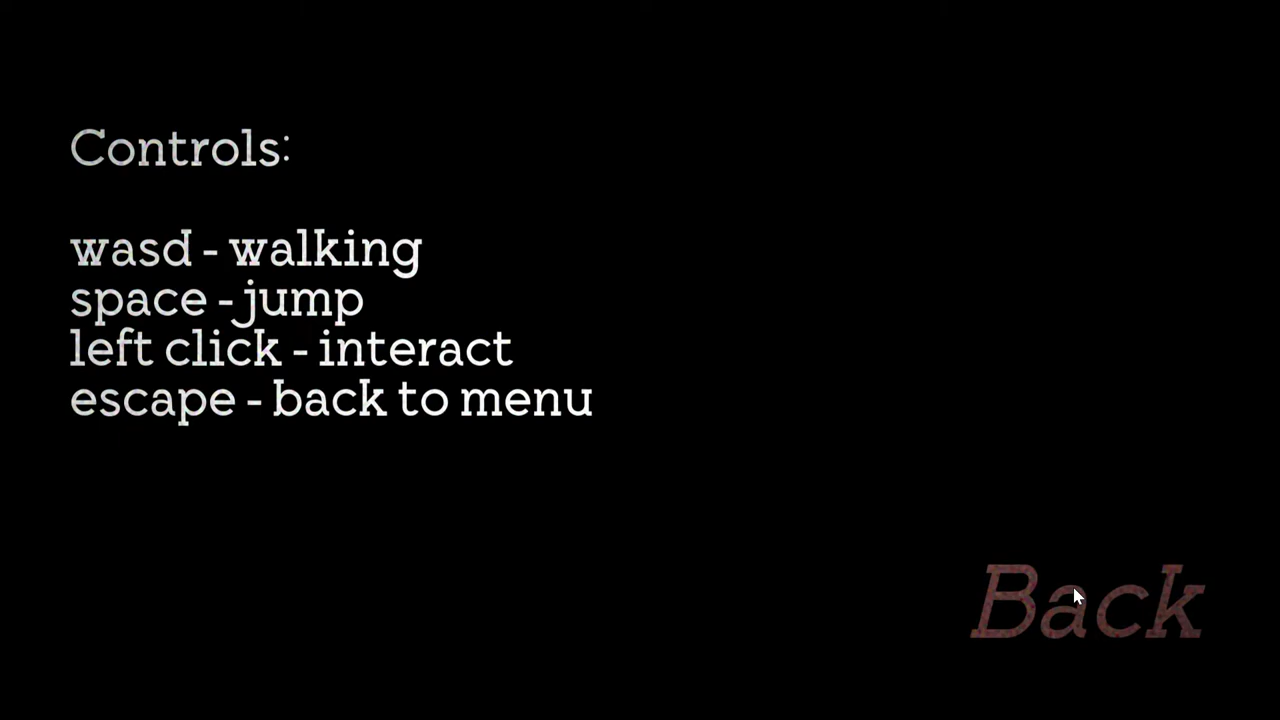 Controls:
wasd - walking
space - jump
left click - interact
escape - back to menu
Back